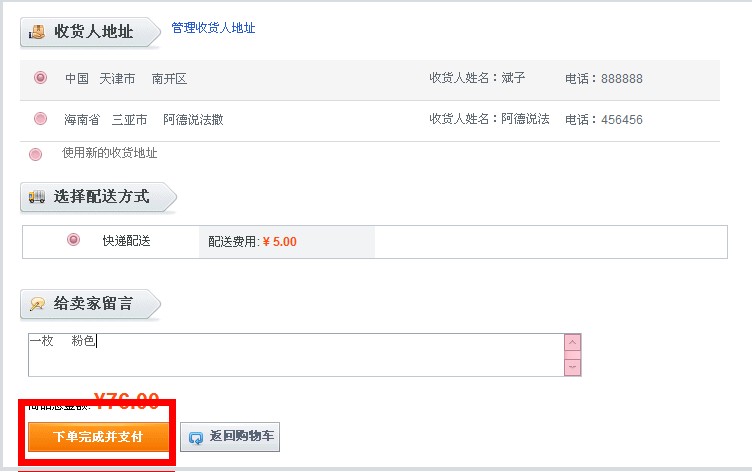 收货人地址 管理收货人地址
中国 天津市 南开区 收货人姓名：斌子 电话：888888
海南省 三亚市 阿德说法撒 收货人姓名：阿德说法 电话：456456
使用新的收货地址
选择配送方式
快递配送 配送费用: ¥ 5.00
给卖家留言
一枚 粉色
商品总金额: ¥76.00
下单完成并支付 返回购物车